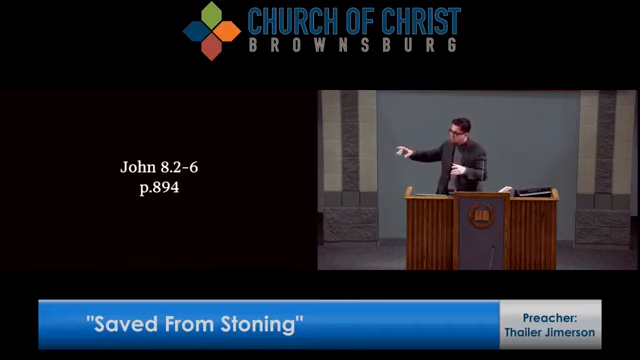 CHURCH OF CHRIST
BROWNSBURG
John 8.2-6
p.894
"Saved From Stoning"
Preacher:
Thailer Jimerson